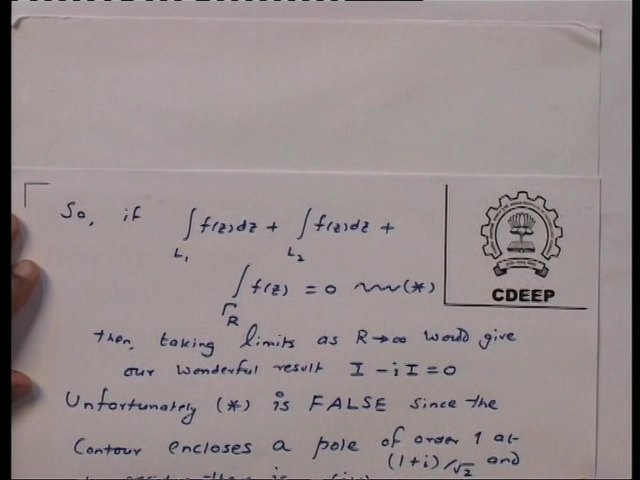 So, if ∫f(z)dz + ∫f(z)dz +
L₁ L₂
∫f(z) = 0 ~~(*)
Γ_R
CDEEP
then, taking limits as R→∞ would give
our wonderful result I - iI = 0
Unfortunately (*) is FALSE since the
Contour encloses a pole of order 1 at
(1+i)/√2 and